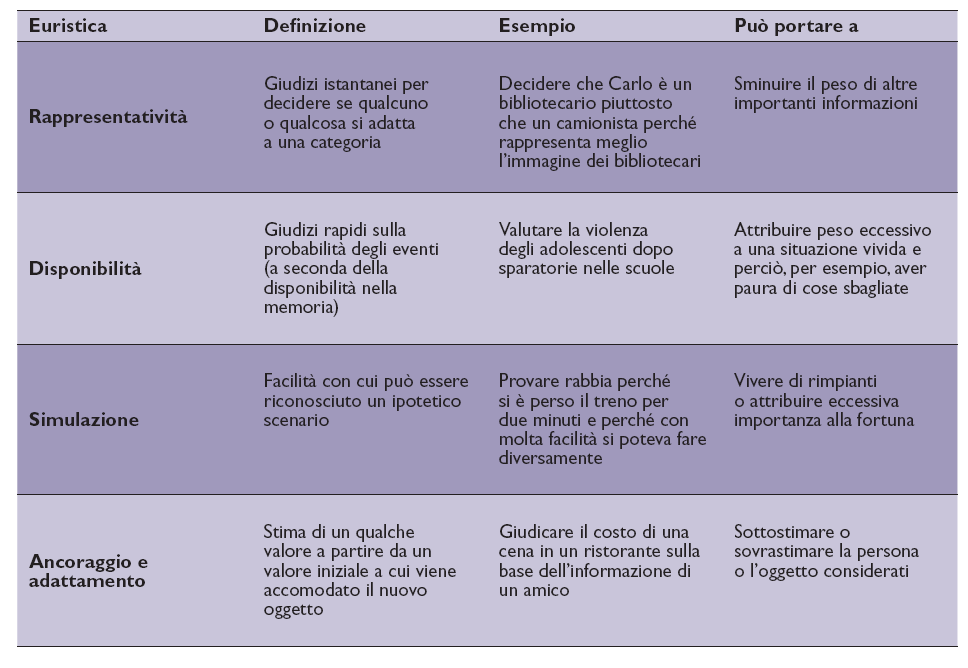 Euristica Definizione Esempio Può portare a
Rappresentatività
Giudizi istantanei per
decidere se qualcuno
o qualcosa si adatta
a una categoria
Decidere che Carlo è un
bibliotecario piuttosto
che un camionista perché
rappresenta meglio
l’immagine dei bibliotecari
Sminuire il peso di altre
importanti informazioni
Disponibilità
Giudizi rapidi sulla
probabilità degli eventi
(a seconda della
disponibilità nella
memoria)
Valutare la violenza
degli adolescenti dopo
sparatorie nelle scuole
Attribuire peso eccessivo
a una situazione vivida e
perciò, per esempio, aver
paura di cose sbagliate
Simulazione
Facilità con cui può essere
riconosciuto un ipotetico
scenario
Provare rabbia perché
si è perso il treno per
due minuti e perché con
molta facilità si poteva fare
diversamente
Vivere di rimpianti
o attribuire eccessiva
importanza alla fortuna
Ancoraggio e
adattamento
Stima di un qualche
valore a partire da un
valore iniziale a cui viene
accomodato il nuovo
oggetto
Giudicare il costo di una
cena in un ristorante sulla
base dell’informazione di
un amico
Sottostimare o
sovrastimare la persona
o l’oggetto considerati